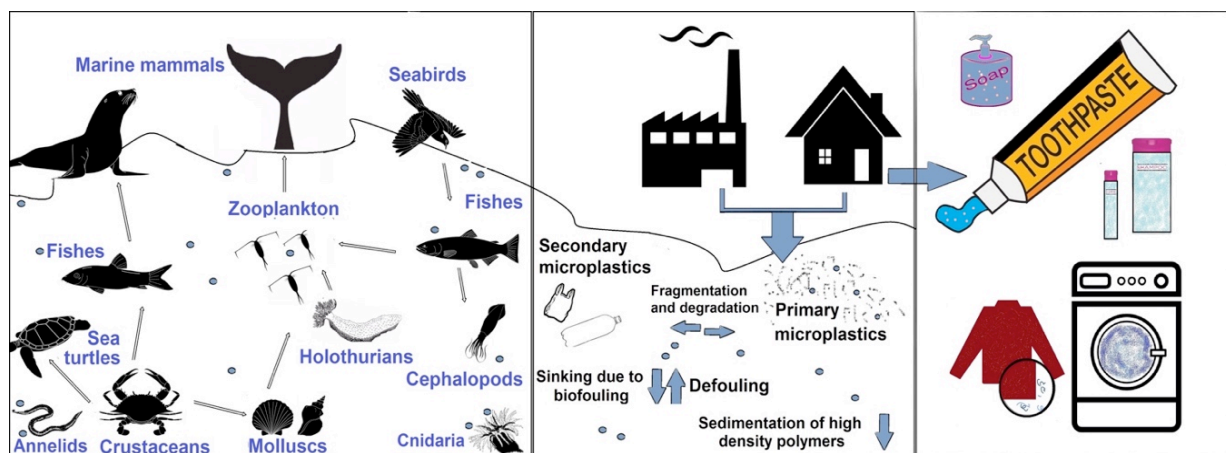 Marine mammals
Seabirds
Zooplankton
Fishes
Fishes
Sea
turtles
Holothurians
Cephalopods
Annelids
Crustaceans
Molluscs
Cnidaria
Secondary
microplastics
Fragmentation
and degradation
Primary
microplastics
Sinking due to
biofouling
Defouling
Sedimentation of high
density polymers
Soap
TOOTHPASTE